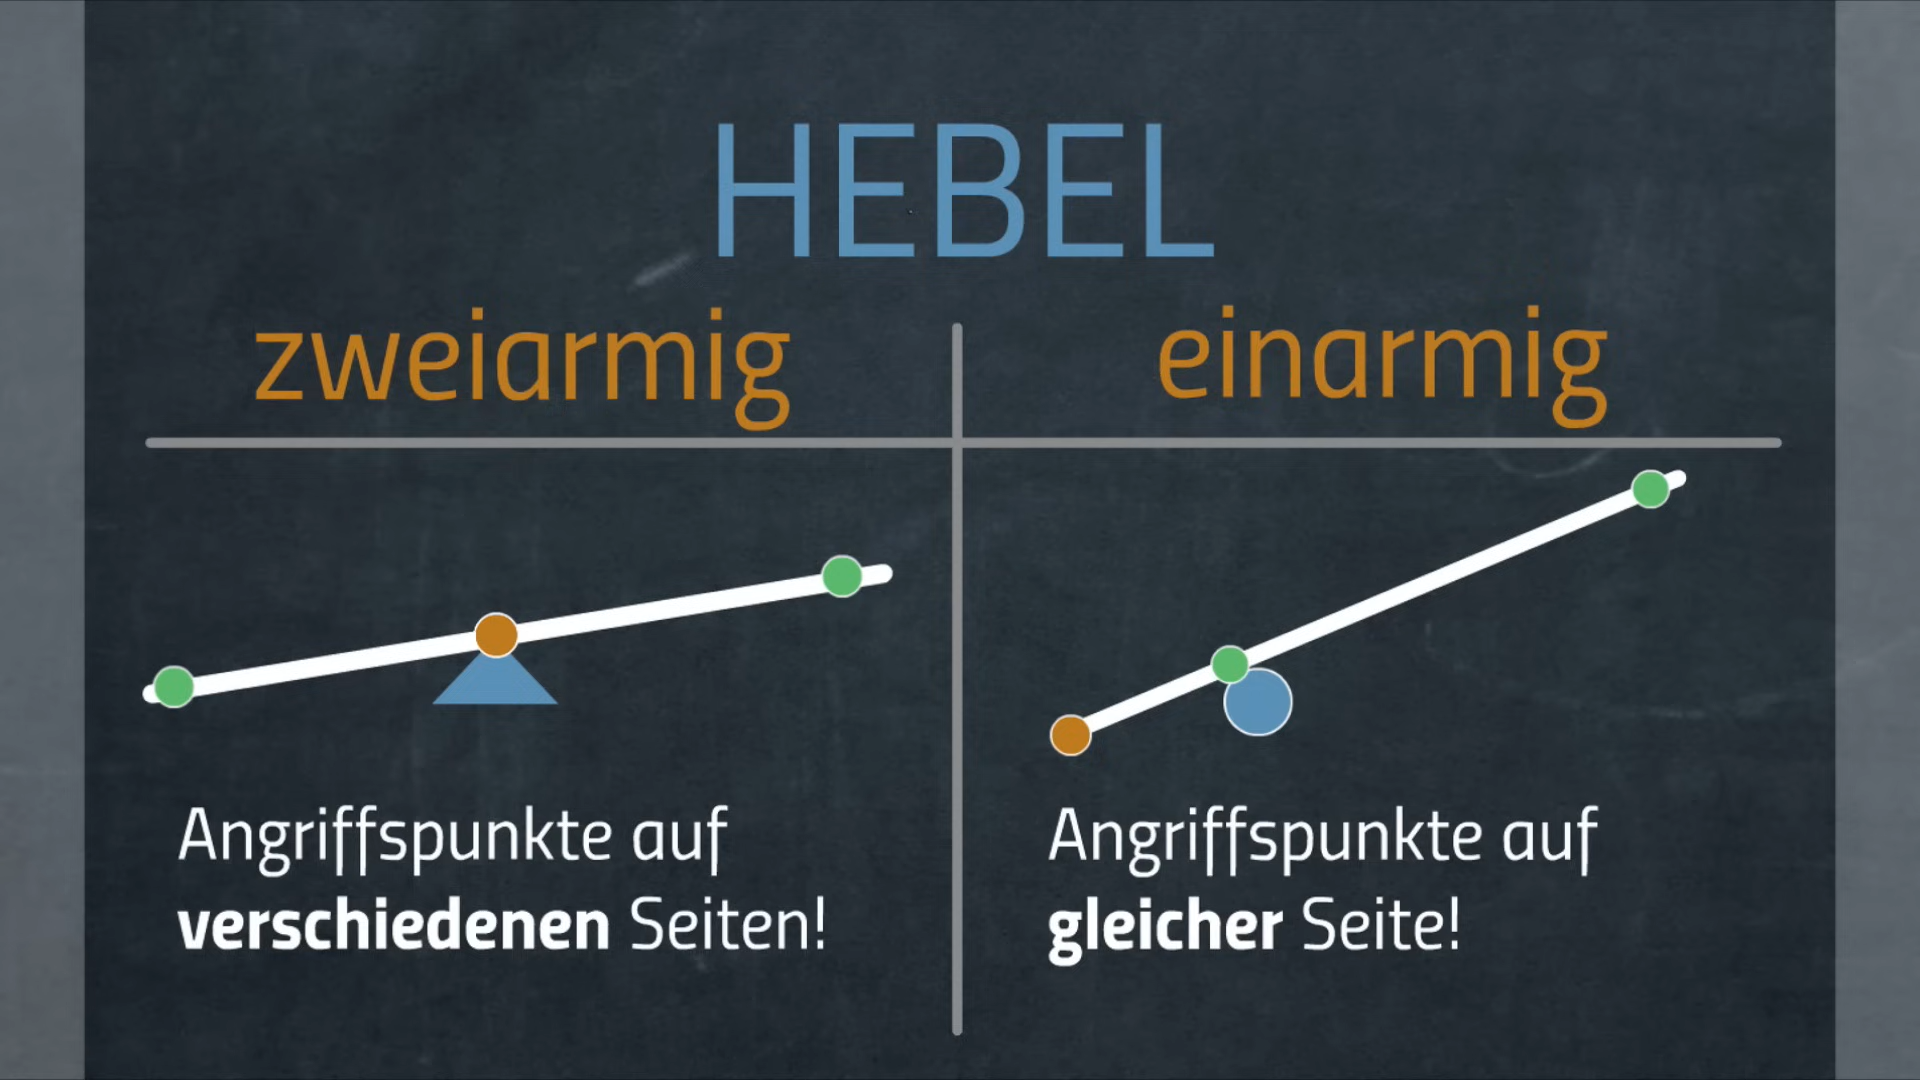 HEBEL
zweiarmig
einarmig
Angriffspunkte auf
verschiedenen Seiten!
Angriffspunkte auf
gleicher Seite!